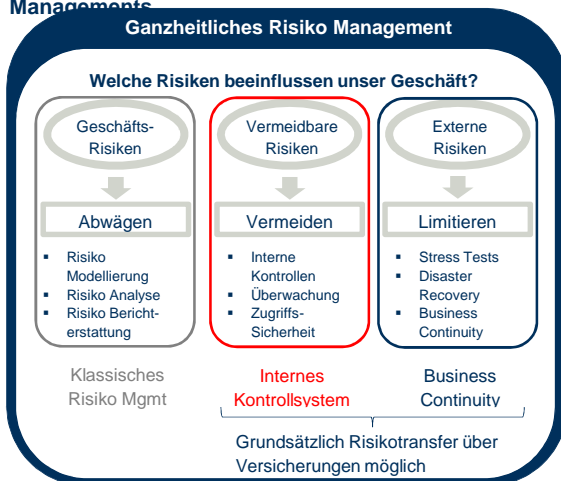 Managements
Ganzheitliches Risiko Management
Welche Risiken beeinflussen unser Geschäft?
Geschäfts-
Risiken
Abwägen
▪ Risiko
Modellierung
▪ Risiko Analyse
▪ Risiko Bericht-
erstattung
Klassisches
Risiko Mgmt
Vermeidbare
Risiken
Vermeiden
▪ Interne
Kontrollen
▪ Überwachung
▪ Zugriffs-
Sicherheit
Internes
Kontrollsystem
Externe
Risiken
Limitieren
▪ Stress Tests
▪ Disaster
Recovery
▪ Business
Continuity
Business
Continuity
Grundsätzlich Risikotransfer über
Versicherungen möglich